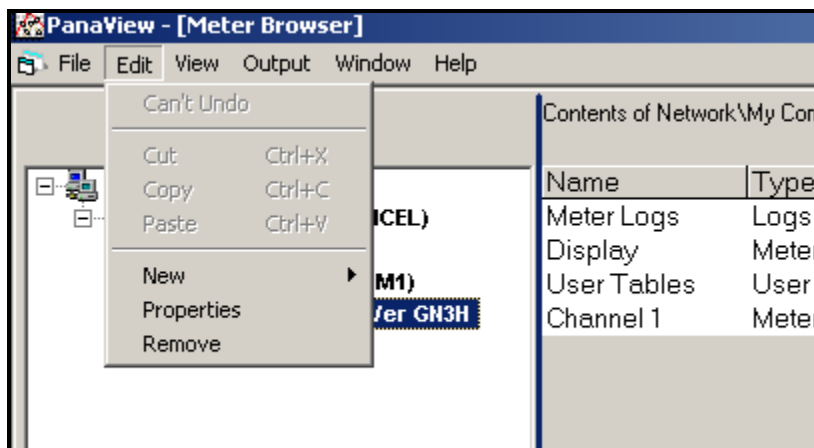 PanaView - [Meter Browser]
File Edit View Output Window Help
Can't Undo
Cut Ctrl+X
Copy Ctrl+C
Paste Ctrl+V
New
Properties
Remove
ICEL)
M1)
Ver GN3H
Contents of Network\My Com
Name Type
Meter Logs Logs
Display Meter
User Tables User
Channel 1 Meter